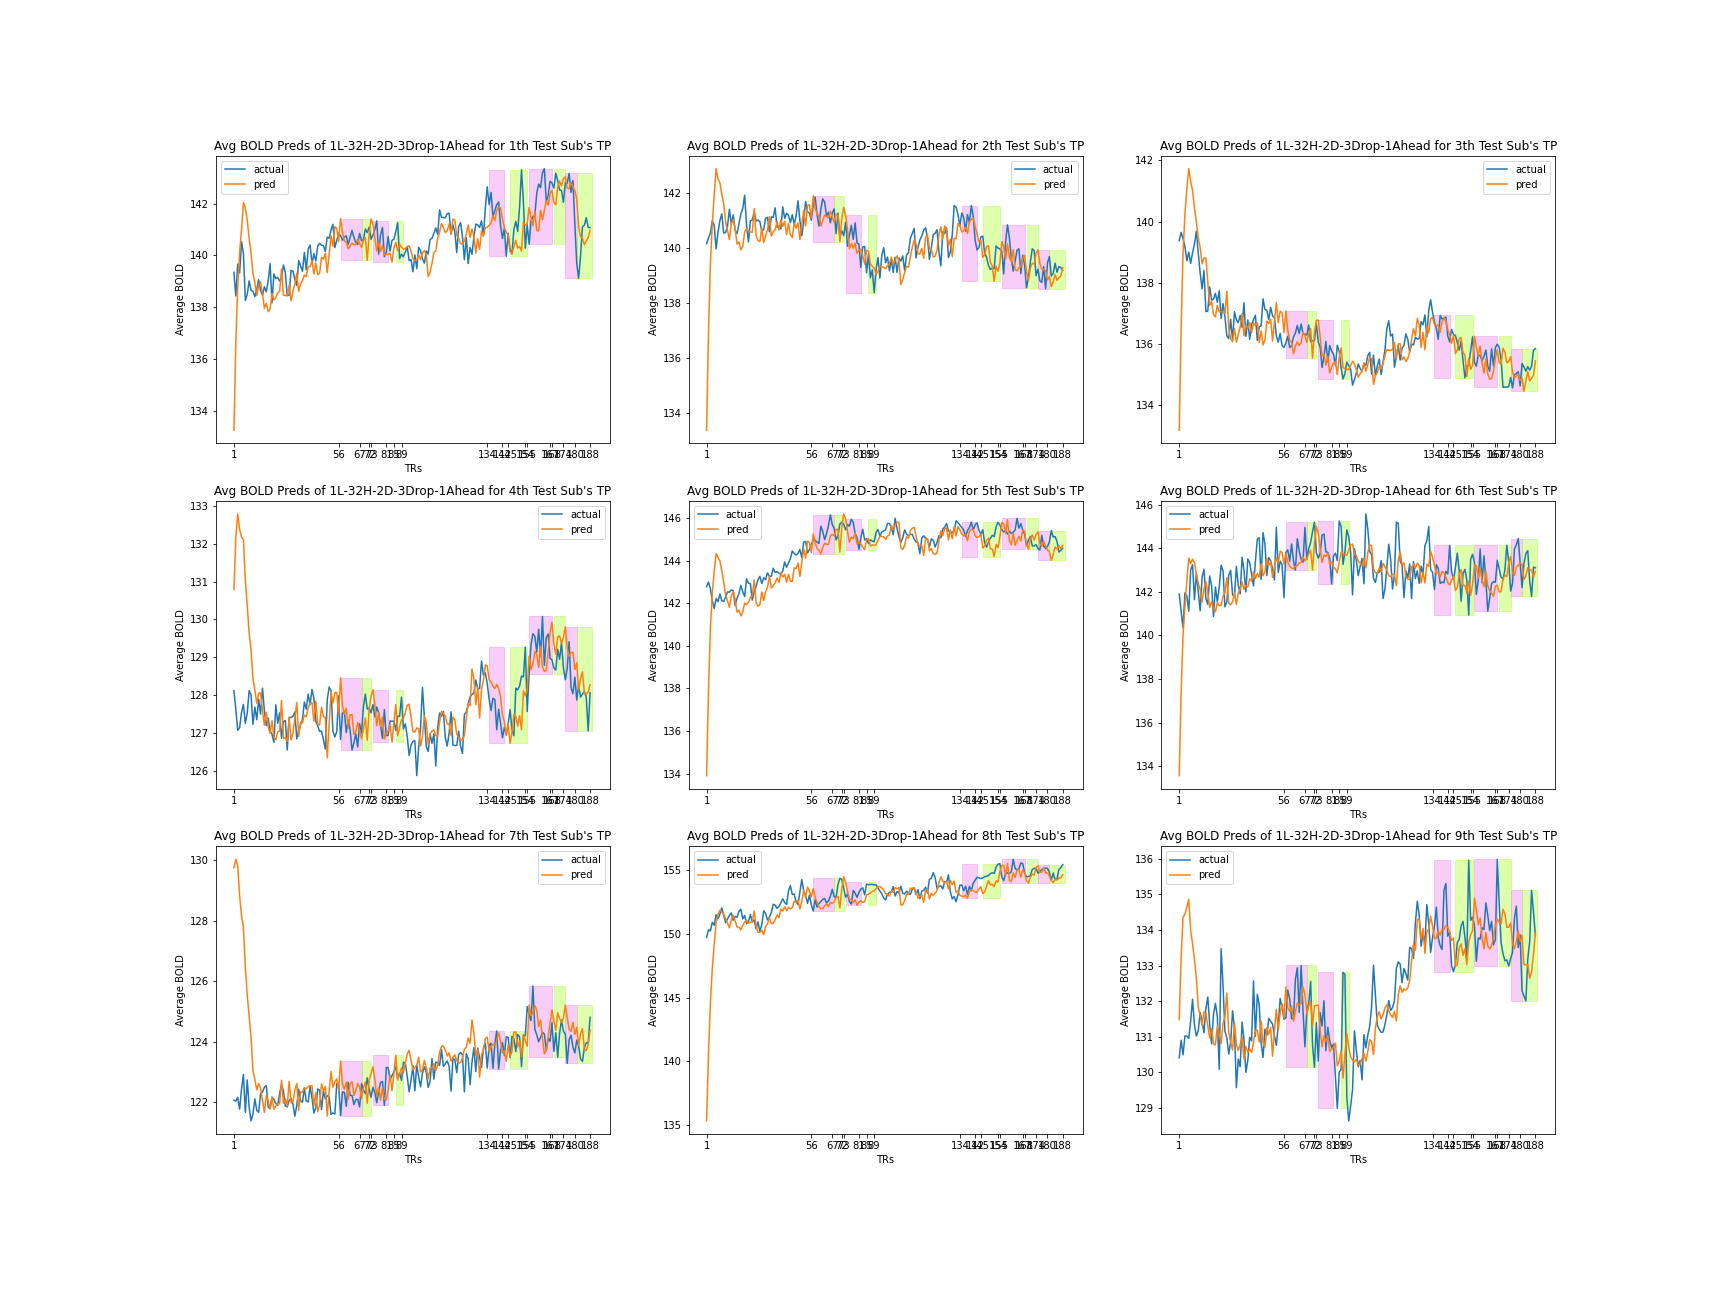 Avg BOLD Preds of 1L-32H-2D-3Drop-1Ahead for 1th Test Sub's TP
actual
pred
142
140
138
136
134
Average BOLD
1 56 134 188
TRs
Avg BOLD Preds of 1L-32H-2D-3Drop-1Ahead for 2th Test Sub's TP
actual
pred
142
140
138
136
134
Average BOLD
1 56 134 188
TRs
Avg BOLD Preds of 1L-32H-2D-3Drop-1Ahead for 3th Test Sub's TP
actual
pred
142
140
138
136
134
Average BOLD
1 56 134 188
TRs
Avg BOLD Preds of 1L-32H-2D-3Drop-1Ahead for 4th Test Sub's TP
actual
pred
133
132
131
130
129
128
127
126
Average BOLD
1 56 134 188
TRs
Avg BOLD Preds of 1L-32H-2D-3Drop-1Ahead for 5th Test Sub's TP
actual
pred
146
144
142
140
138
136
134
Average BOLD
1 56 134 188
TRs
Avg BOLD Preds of 1L-32H-2D-3Drop-1Ahead for 6th Test Sub's TP
actual
pred
146
144
142
140
138
136
134
Average BOLD
1 56 134 188
TRs
Avg BOLD Preds of 1L-32H-2D-3Drop-1Ahead for 7th Test Sub's TP
actual
pred
130
128
126
124
122
Average BOLD
1 56 134 188
TRs
Avg BOLD Preds of 1L-32H-2D-3Drop-1Ahead for 8th Test Sub's TP
actual
pred
155
150
145
140
135
Average BOLD
1 56 134 188
TRs
Avg BOLD Preds of 1L-32H-2D-3Drop-1Ahead for 9th Test Sub's TP
actual
pred
136
135
134
133
132
131
130
129
Average BOLD
1 56 134 188
TRs